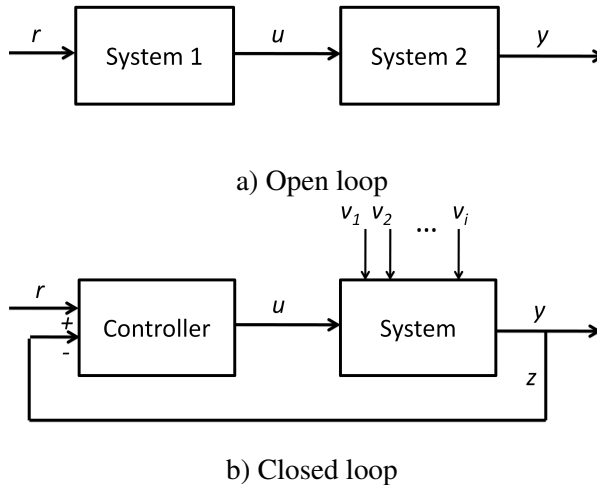 r
System 1
u
System 2
y
a) Open loop
v1 v2 ... vi
r
+
-
Controller
u
System
y
z
b) Closed loop